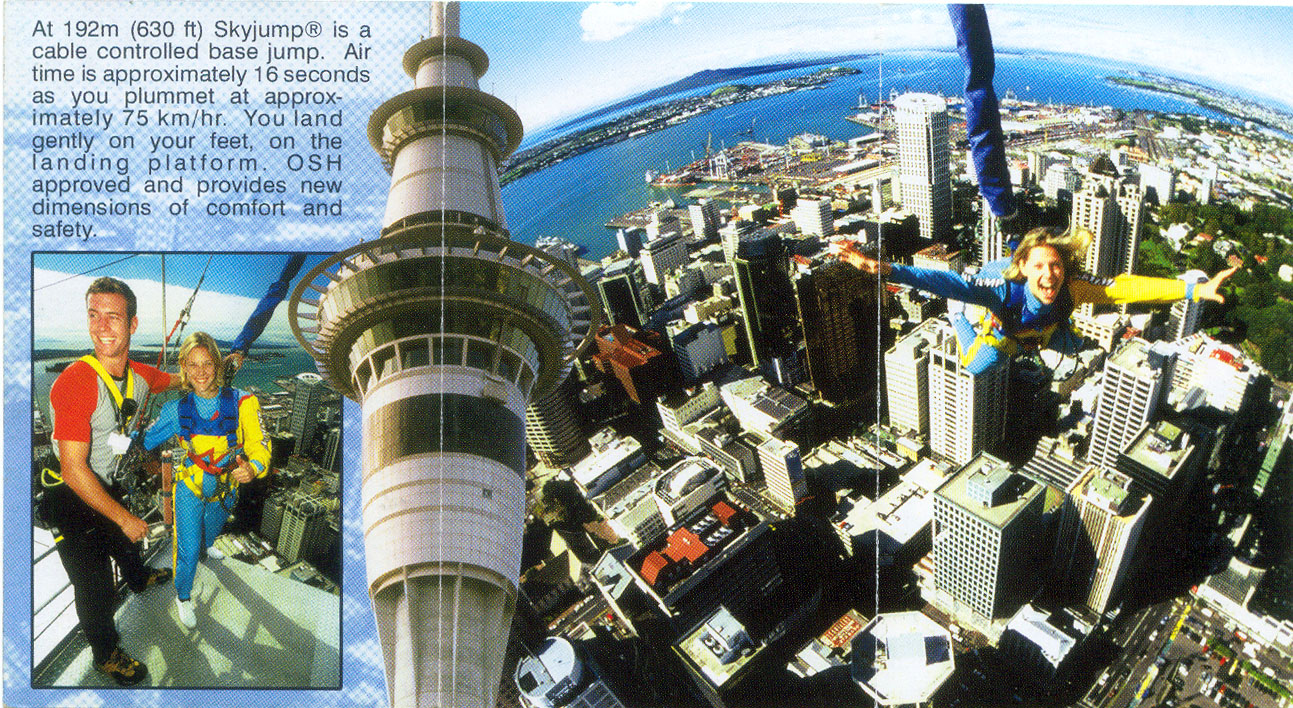 At 192m (630 ft) Skyjump® is a
cable controlled base jump. Air
time is approximately 16 seconds
as you plummet at approx-
imately 75 km/hr. You land
gently on your feet, on the
landing platform. OSH
approved and provides new
dimensions of comfort and
safety.